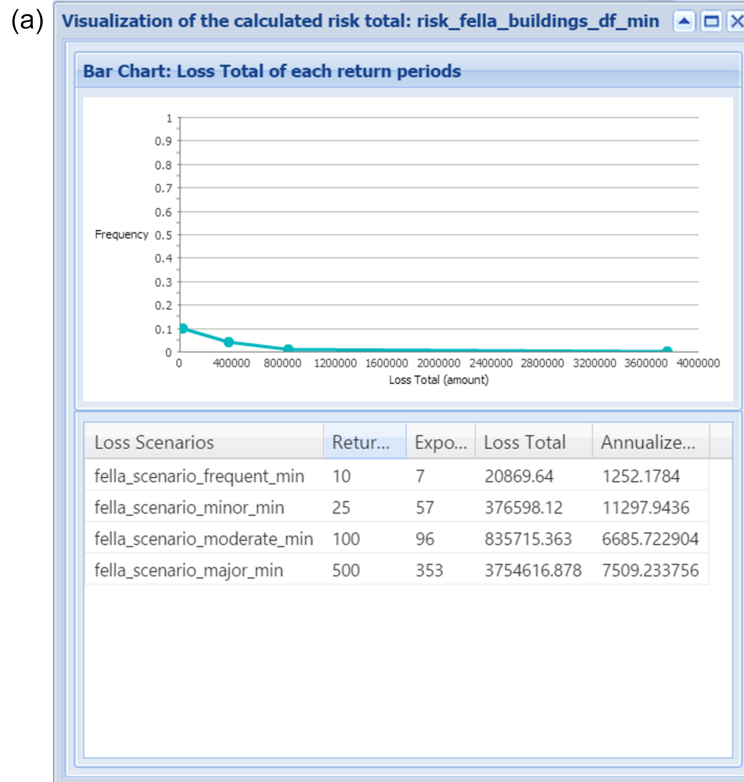 (a)
Visualization of the calculated risk total: risk_fella_buildings_df_min
Bar Chart: Loss Total of each return periods
1
0.9
0.8
0.7
0.6
Frequency 0.5
0.4
0.3
0.2
0.1
0
0 400000 800000 1200000 1600000 2000000 2400000 2800000 3200000 3600000 4000000
Loss Total (amount)
Loss Scenarios Retur... Expo... Loss Total Annualize...
fella_scenario_frequent_min 10 7 20869.64 1252.1784
fella_scenario_minor_min 25 57 376598.12 11297.9436
fella_scenario_moderate_min 100 96 835715.363 6685.722904
fella_scenario_major_min 500 353 3754616.878 7509.233756